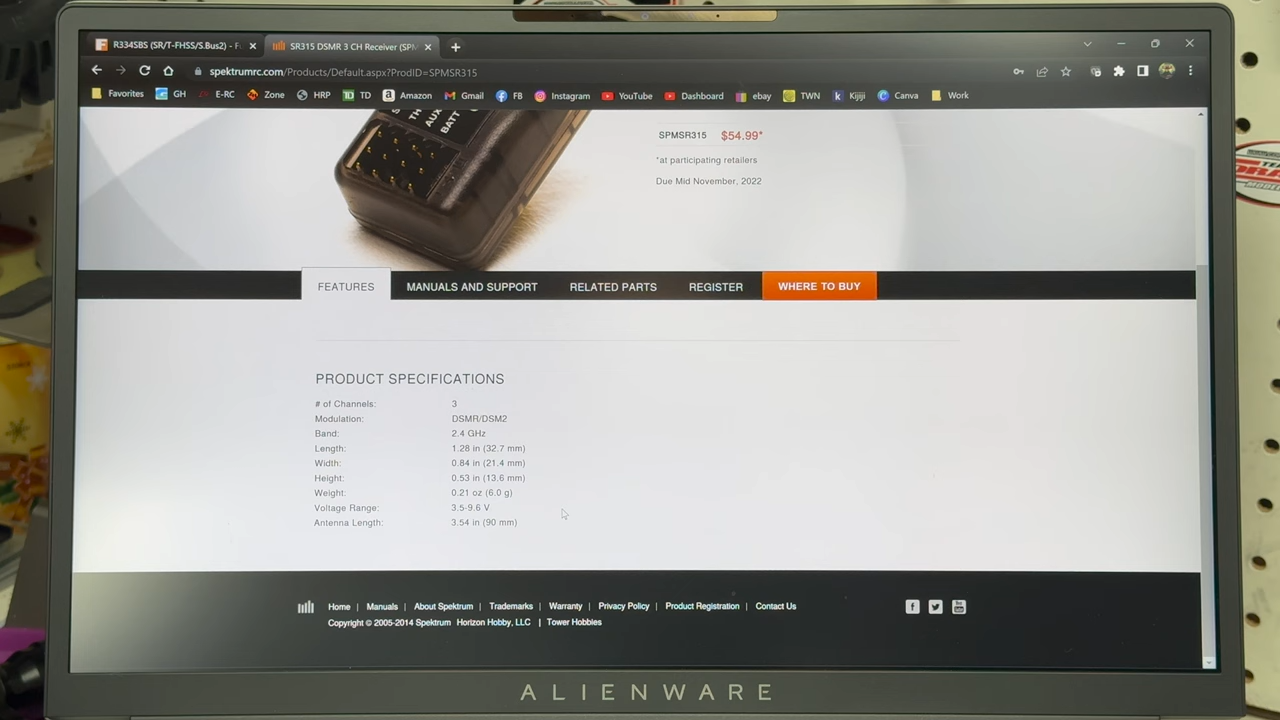 R334SBS (SR/T-FHSS/S.Bus2) - Fu
SR315 DSMR 3 CH Receiver (SPM
spektrumrc.com/Products/Default.aspx?ProdID=SPMSR315
Favorites GH E-RC Zone HRP TD Amazon Gmail FB Instagram YouTube Dashboard ebay TWN Kijiji Canva Work
AUX
BATT
SPMSR315 $54.99*
*at participating retailers
Due Mid November, 2022
FEATURES MANUALS AND SUPPORT RELATED PARTS REGISTER WHERE TO BUY
PRODUCT SPECIFICATIONS
# of Channels: 3
Modulation: DSMR/DSM2
Band: 2.4 GHz
Length: 1.28 in (32.7 mm)
Width: 0.84 in (21.4 mm)
Height: 0.53 in (13.6 mm)
Weight: 0.21 oz (6.0 g)
Voltage Range: 3.5-9.6 V
Antenna Length: 3.54 in (90 mm)
Home | Manuals | About Spektrum | Trademarks | Warranty | Privacy Policy | Product Registration | Contact Us
Copyright © 2005-2014 Spektrum Horizon Hobby, LLC | Tower Hobbies
ALIENWARE